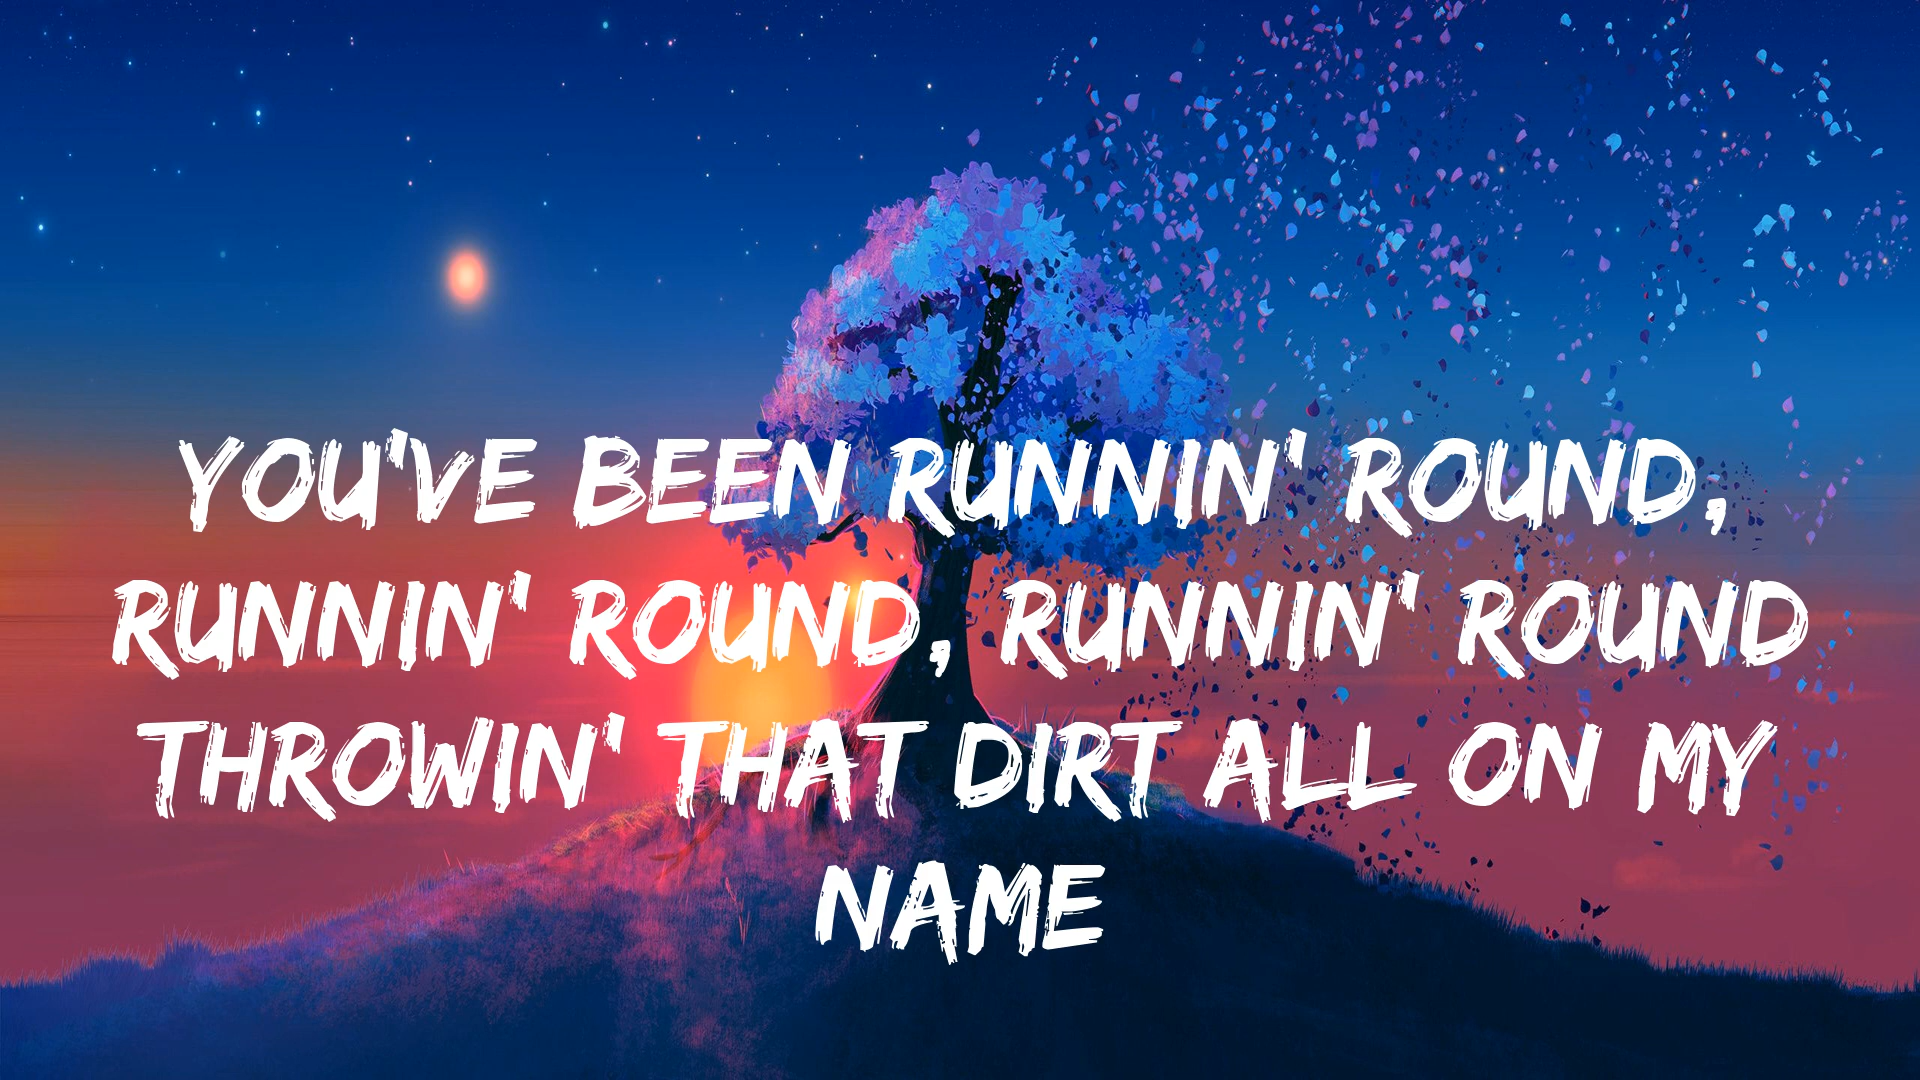 YOU'VE BEEN RUNNIN' ROUND,
RUNNIN' ROUND, RUNNIN' ROUND
THROWIN' THAT DIRT ALL ON MY
NAME